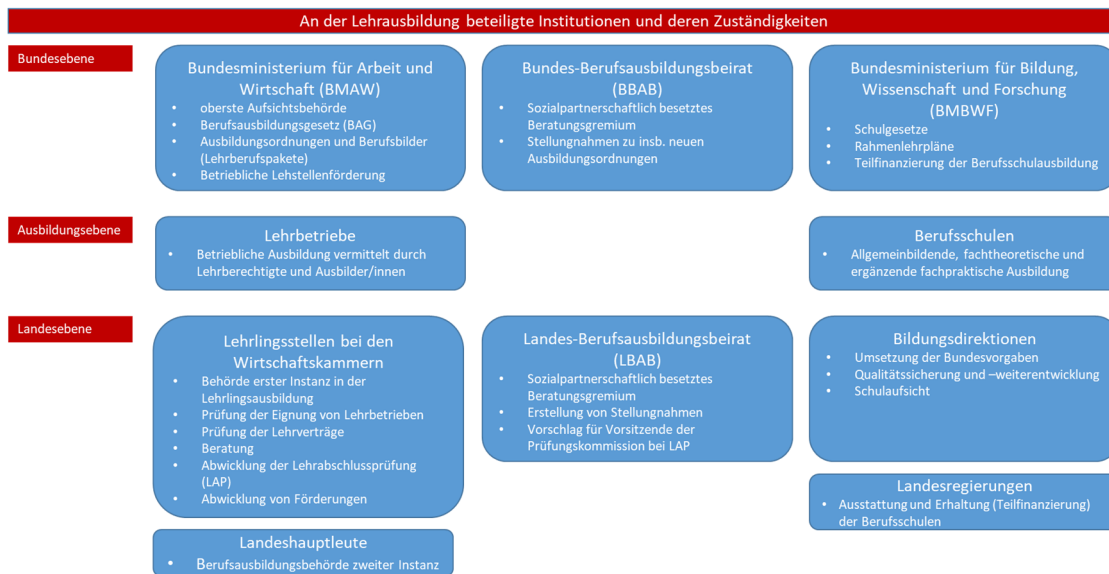 An der Lehrausbildung beteiligte Institutionen und deren Zuständigkeiten
Bundesebene
Bundesministerium für Arbeit und
Wirtschaft (BMAW)
• oberste Aufsichtsbehörde
• Berufsausbildungsgesetz (BAG)
• Ausbildungsordnungen und Berufsbilder
(Lehrberufspakete)
• Betriebliche Lehstellenförderung
Bundes-Berufsausbildungsbeirat
(BBAB)
• Sozialpartnerschaftlich besetztes
Beratungsgremium
• Stellungnahmen zu insb. neuen
Ausbildungsordnungen
Bundesministerium für Bildung,
Wissenschaft und Forschung
(BMBWF)
• Schulgesetze
• Rahmenlehrpläne
• Teilfinanzierung der Berufsschulausbildung
Ausbildungsebene
Lehrbetriebe
• Betriebliche Ausbildung vermittelt durch
Lehrberechtigte und Ausbilder/innen
Berufsschulen
• Allgemeinbildende, fachtheoretische und
ergänzende fachpraktische Ausbildung
Landesebene
Lehrlingsstellen bei den
Wirtschaftskammern
• Behörde erster Instanz in der
Lehrlingsausbildung
• Prüfung der Eignung von Lehrbetrieben
• Prüfung der Lehrverträge
• Beratung
• Abwicklung der Lehrabschlussprüfung
(LAP)
• Abwicklung von Förderungen
Landes-Berufsausbildungsbeirat
(LBAB)
• Sozialpartnerschaftlich besetztes
Beratungsgremium
• Erstellung von Stellungnahmen
• Vorschlag für Vorsitzende der
Prüfungskommission bei LAP
Bildungsdirektionen
• Umsetzung der Bundesvorgaben
• Qualitätssicherung und –weiterentwicklung
• Schulaufsicht
Landesregierungen
• Ausstattung und Erhaltung (Teilfinanzierung)
der Berufsschulen
Landeshauptleute
• Berufsausbildungsbehörde zweiter Instanz